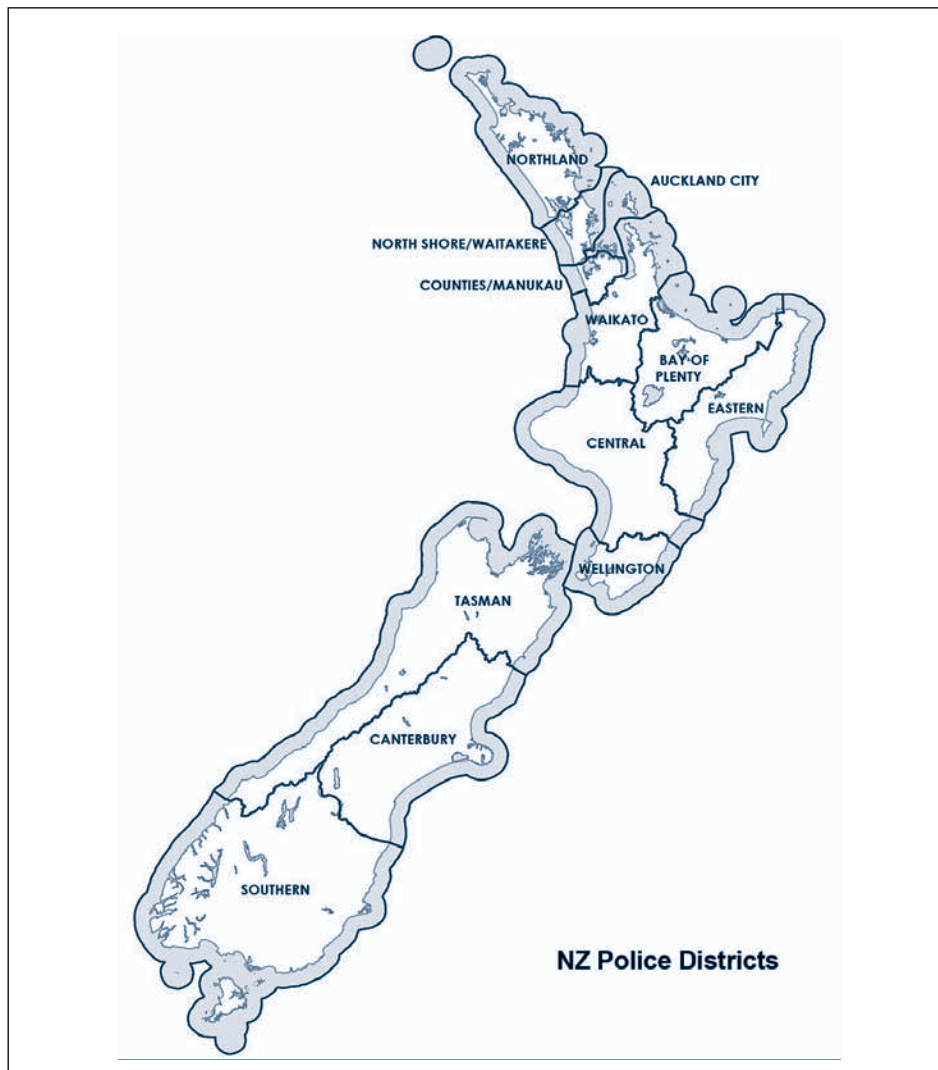 NORTHLAND
AUCKLAND CITY
NORTH SHORE/WAITAKERE
COUNTIES/MANUKAU
WAIKATO
BAY OF
PLENTY
EASTERN
CENTRAL
WELLINGTON
TASMAN
CANTERBURY
SOUTHERN
NZ Police Districts